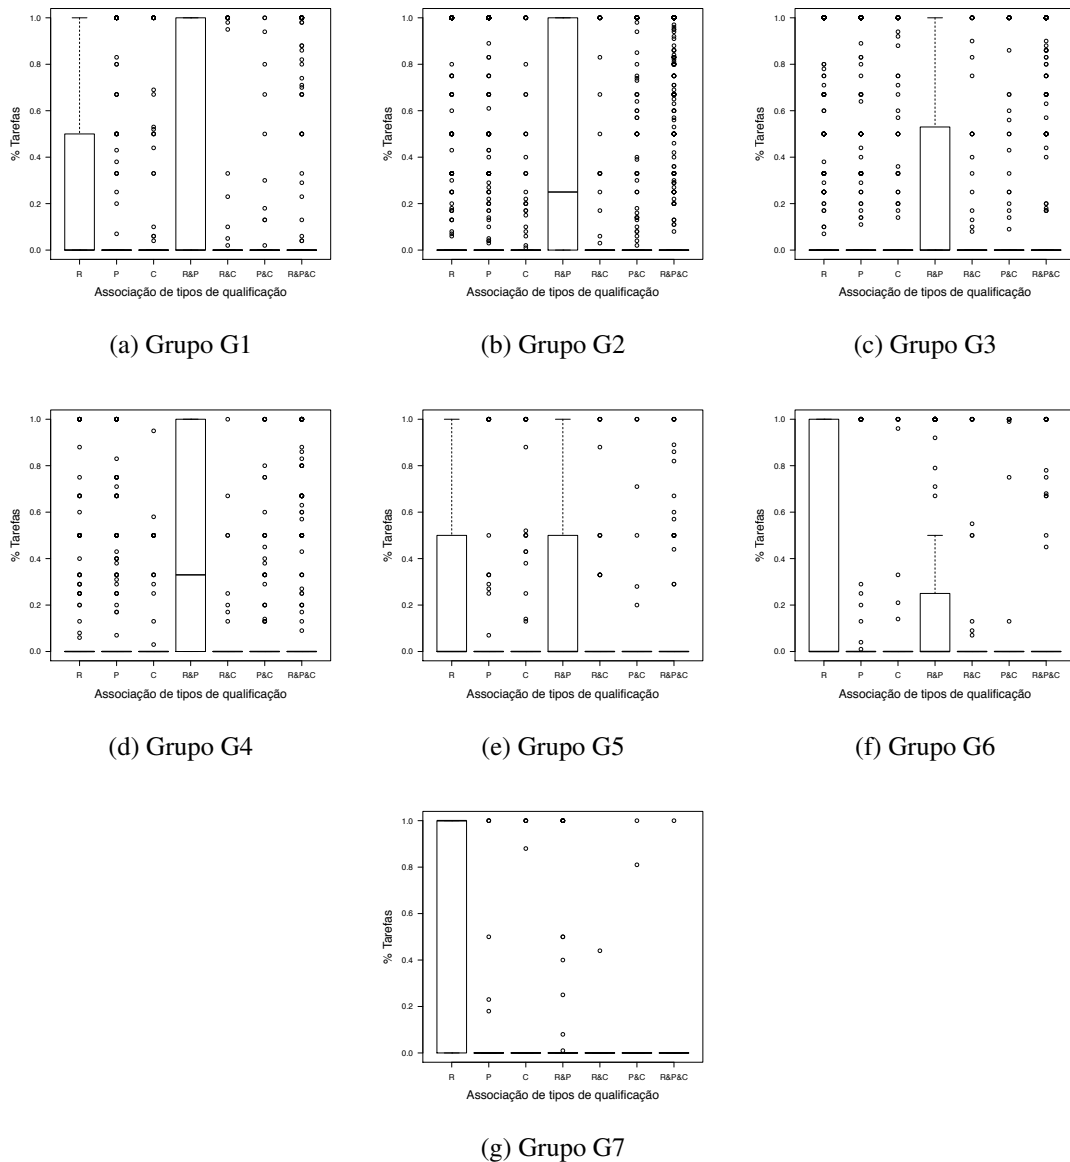 % Tarefas
1.0
0.8
0.6
0.4
0.2
0.0
R P C R&P R&C P&C R&P&C
Associação de tipos de qualificação
(a) Grupo G1
% Tarefas
1.0
0.8
0.6
0.4
0.2
0.0
R P C R&P R&C P&C R&P&C
Associação de tipos de qualificação
(b) Grupo G2
% Tarefas
1.0
0.8
0.6
0.4
0.2
0.0
R P C R&P R&C P&C R&P&C
Associação de tipos de qualificação
(c) Grupo G3
% Tarefas
1.0
0.8
0.6
0.4
0.2
0.0
R P C R&P R&C P&C R&P&C
Associação de tipos de qualificação
(d) Grupo G4
% Tarefas
1.0
0.8
0.6
0.4
0.2
0.0
R P C R&P R&C P&C R&P&C
Associação de tipos de qualificação
(e) Grupo G5
% Tarefas
1.0
0.8
0.6
0.4
0.2
0.0
R P C R&P R&C P&C R&P&C
Associação de tipos de qualificação
(f) Grupo G6
% Tarefas
1.0
0.8
0.6
0.4
0.2
0.0
R P C R&P R&C P&C R&P&C
Associação de tipos de qualificação
(g) Grupo G7